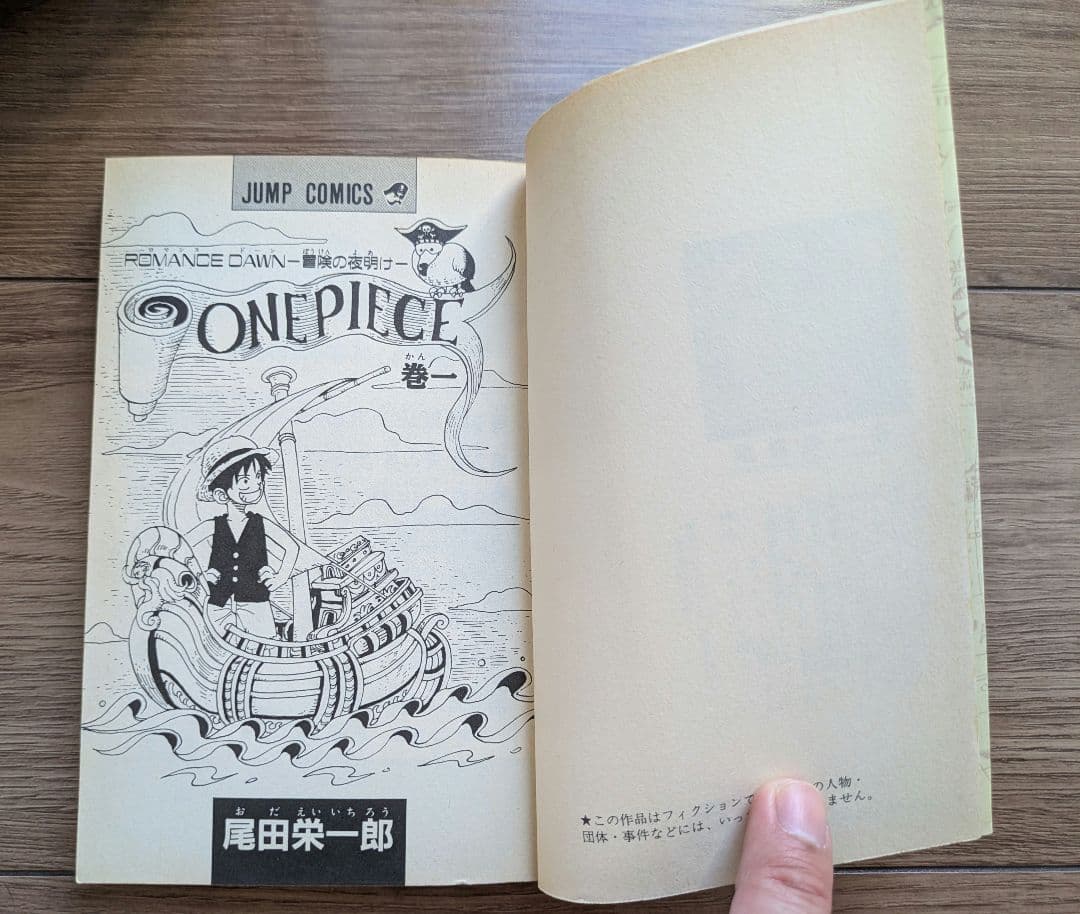 JUMP COMICS
ロマンス ドーン ぼうけん よあ
ROMANCE DAWN－冒険の夜明け－
ONE PIECE
かん
巻一
お だ えい いち ろう
尾田栄一郎
★この作品はフィクションで の人物・
団体・事件などには、いっ ません。